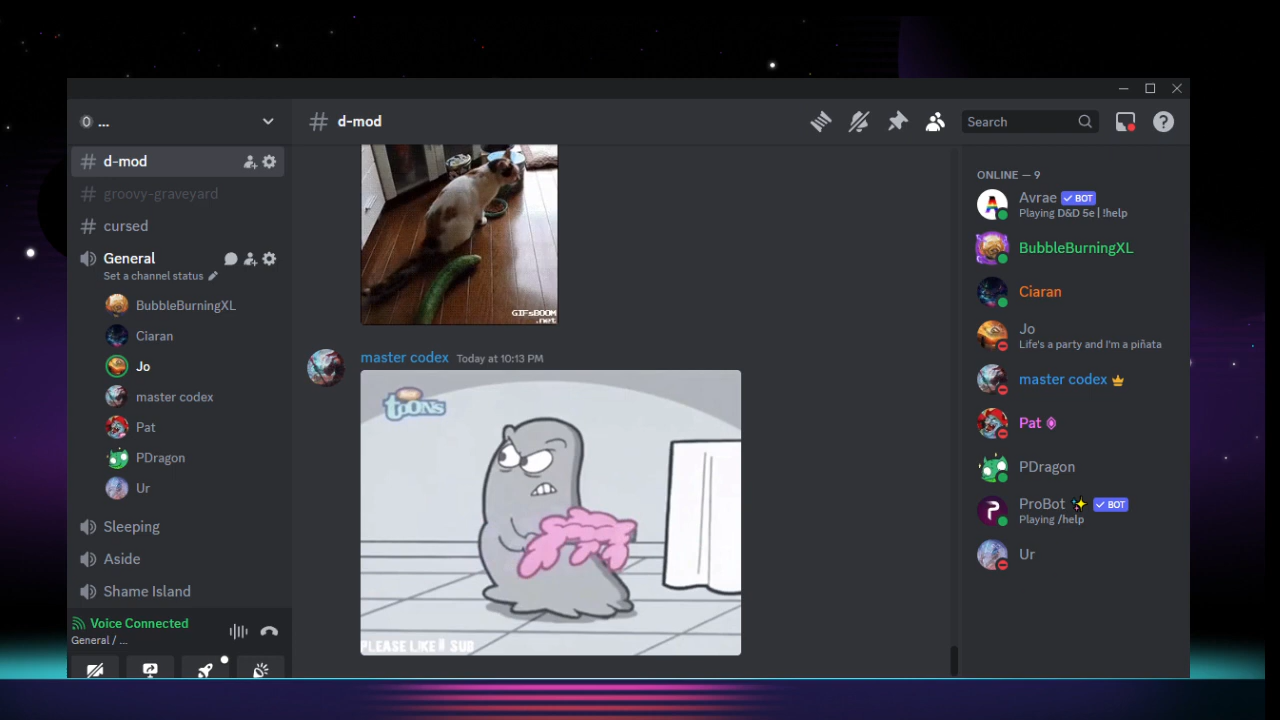 ...
d-mod
groovy-graveyard
cursed
General
Set a channel status
BubbleBurningXL
Ciaran
Jo
master codex
Pat
PDragon
Ur
Sleeping
Aside
Shame Island
Voice Connected
General / ...
d-mod
Search
GIFsBOOM
.net
master codex Today at 10:13 PM
toons
PLEASE LIKE SUB
ONLINE — 9
Avrae BOT
Playing D&D 5e | !help
BubbleBurningXL
Ciaran
Jo
Life's a party and I'm a piñata
master codex
Pat
PDragon
ProBot BOT
Playing /help
Ur